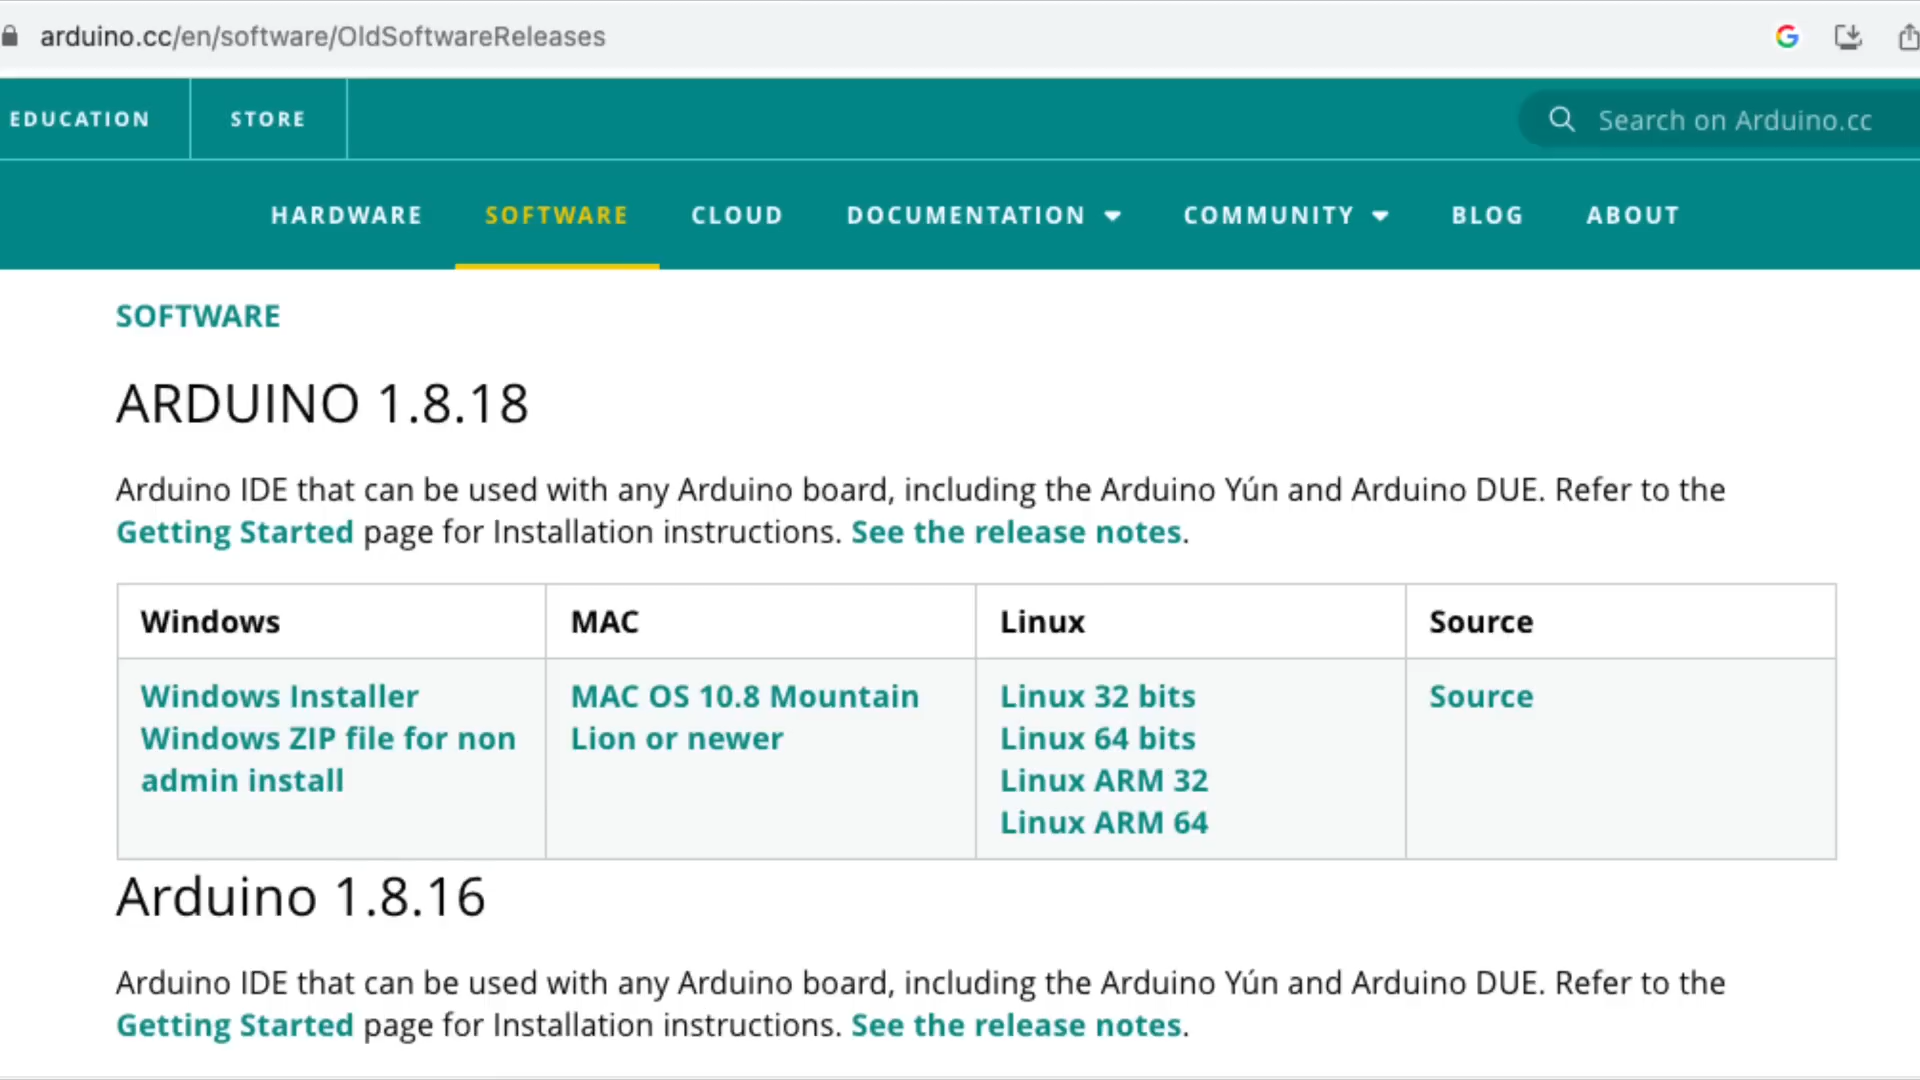 arduino.cc/en/software/OldSoftwareReleases
EDUCATION
STORE
Search on Arduino.cc
HARDWARE
SOFTWARE
CLOUD
DOCUMENTATION
COMMUNITY
BLOG
ABOUT
SOFTWARE
ARDUINO 1.8.18
Arduino IDE that can be used with any Arduino board, including the Arduino Yún and Arduino DUE. Refer to the
Getting Started page for Installation instructions. See the release notes.
Windows
MAC
Linux
Source
Windows Installer
Windows ZIP file for non
admin install
MAC OS 10.8 Mountain
Lion or newer
Linux 32 bits
Linux 64 bits
Linux ARM 32
Linux ARM 64
Source
Arduino 1.8.16
Arduino IDE that can be used with any Arduino board, including the Arduino Yún and Arduino DUE. Refer to the
Getting Started page for Installation instructions. See the release notes.